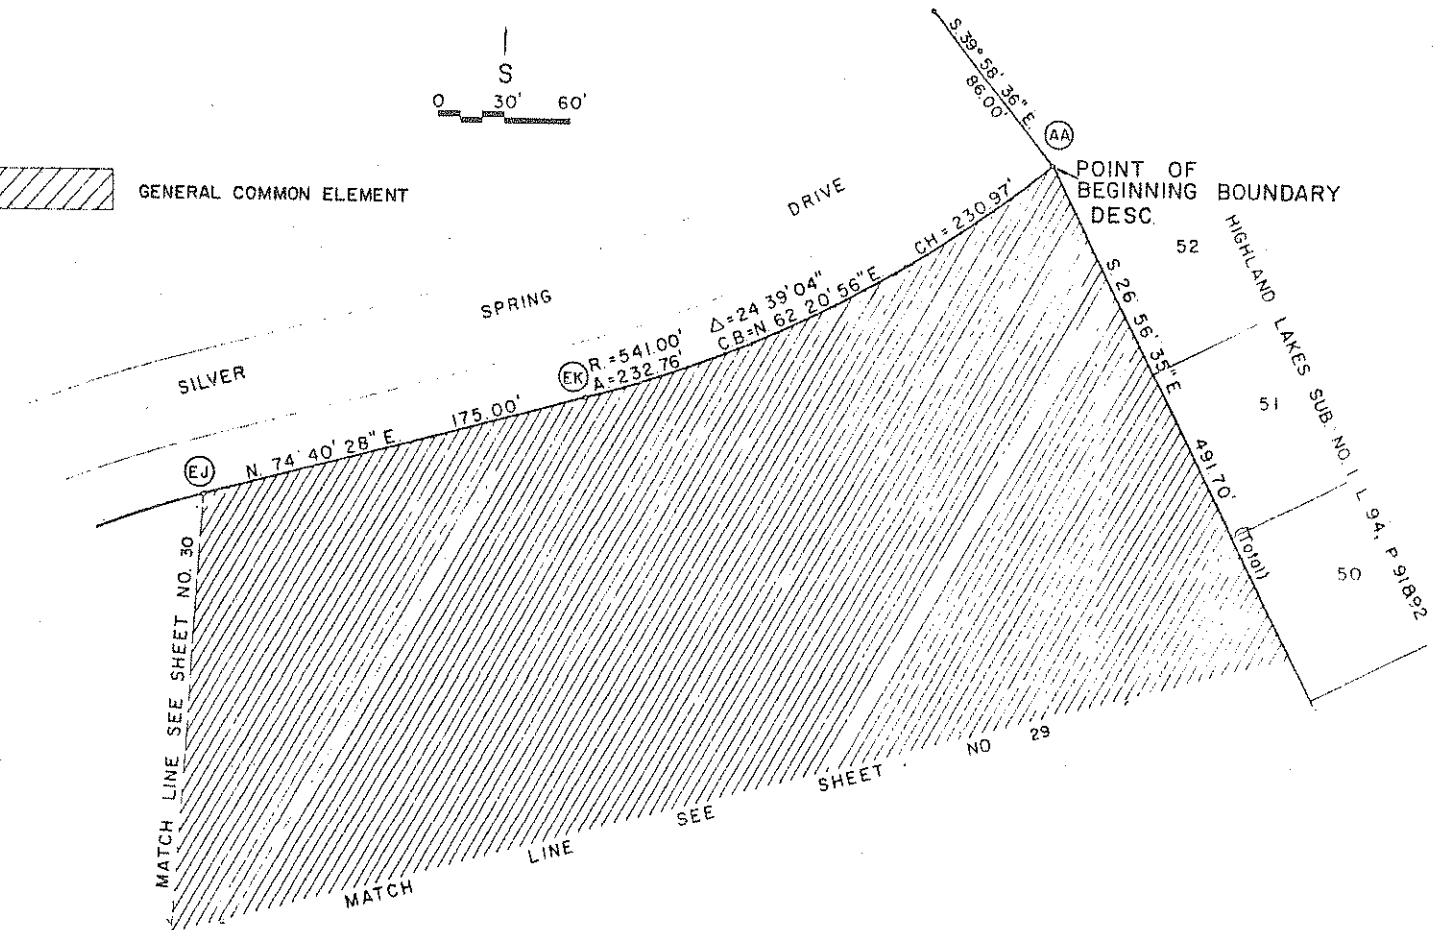 S
0 30' 60'
GENERAL COMMON ELEMENT
S. 39° 58' 36" E.
86.00'
AA
POINT OF
BEGINNING BOUNDARY
DESC.
DRIVE
SPRING
SILVER
CH = 230.97'
Δ=24 39' 04"
CB=N 62 20' 56" E
R =541.00'
A=232.76'
EK
175.00'
N. 74 40' 28" E.
EJ
52
51
50
HIGHLAND LAKES SUB. NO. 1 L 94, P 91&92
S. 26 56' 35" E
491.70'
(Total)
MATCH LINE SEE SHEET NO. 30
MATCH LINE SEE SHEET NO 29